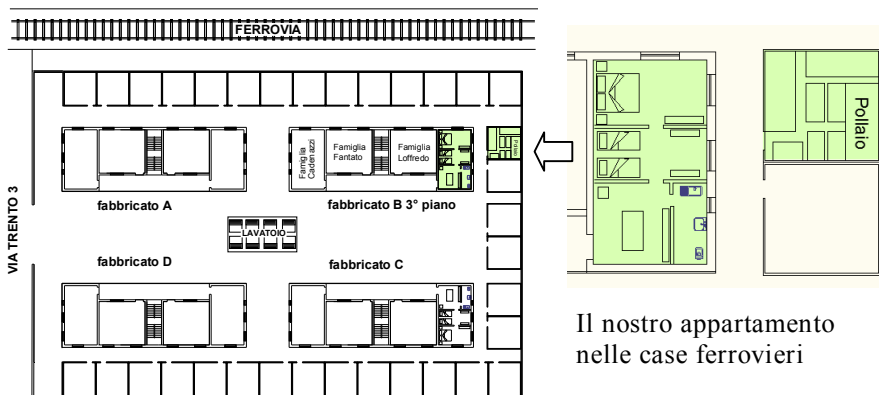 FERROVIA
VIA TRENTO 3
Famiglia
Cadenazzi
Famiglia
Fantato
Famiglia
Loffredo
Pollaio
fabbricato A
fabbricato B 3° piano
LAVATOIO
fabbricato D
fabbricato C
Pollaio
Il nostro appartamento
nelle case ferrovieri